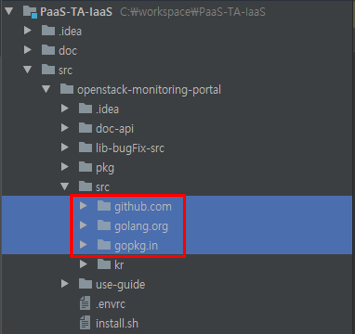 PaaS-TA-IaaS C:₩workspace₩PaaS-TA-IaaS
.idea
doc
src
openstack-monitoring-portal
.idea
doc-api
lib-bugFix-src
pkg
src
github.com
golang.org
gopkg.in
kr
use-guide
.envrc
install.sh